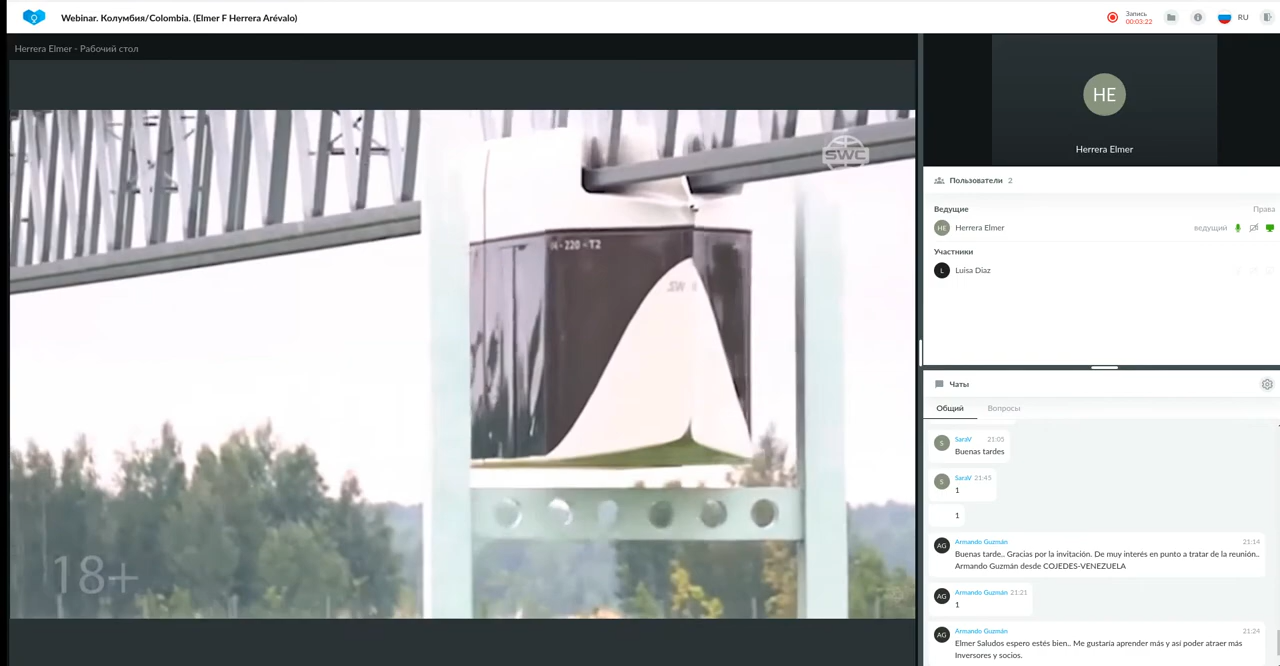 Webinar. Колумбия/Colombia. (Elmer F Herrera Arévalo)
Запись
00:03:22
RU
Herrera Elmer - Рабочий стол
SWC
-220-T2
18+
HE
Herrera Elmer
Пользователи 2
Ведущие
Права
HE
Herrera Elmer
ведущий
Участники
L
Luisa Diaz
Чаты
Общий
Вопросы
S
SaraV 21:05
Buenas tardes
S
SaraV 21:45
1
1
AG
Armando Guzmán 21:14
Buenas tarde.. Gracias por la invitación. De muy interés en punto a tratar de la reunión..
Armando Guzmán desde COJEDES-VENEZUELA
AG
Armando Guzmán 21:21
1
AG
Armando Guzmán 21:24
Elmer Saludos espero estés bien.. Me gustaría aprender más y así poder atraer más
Inversores y socios.